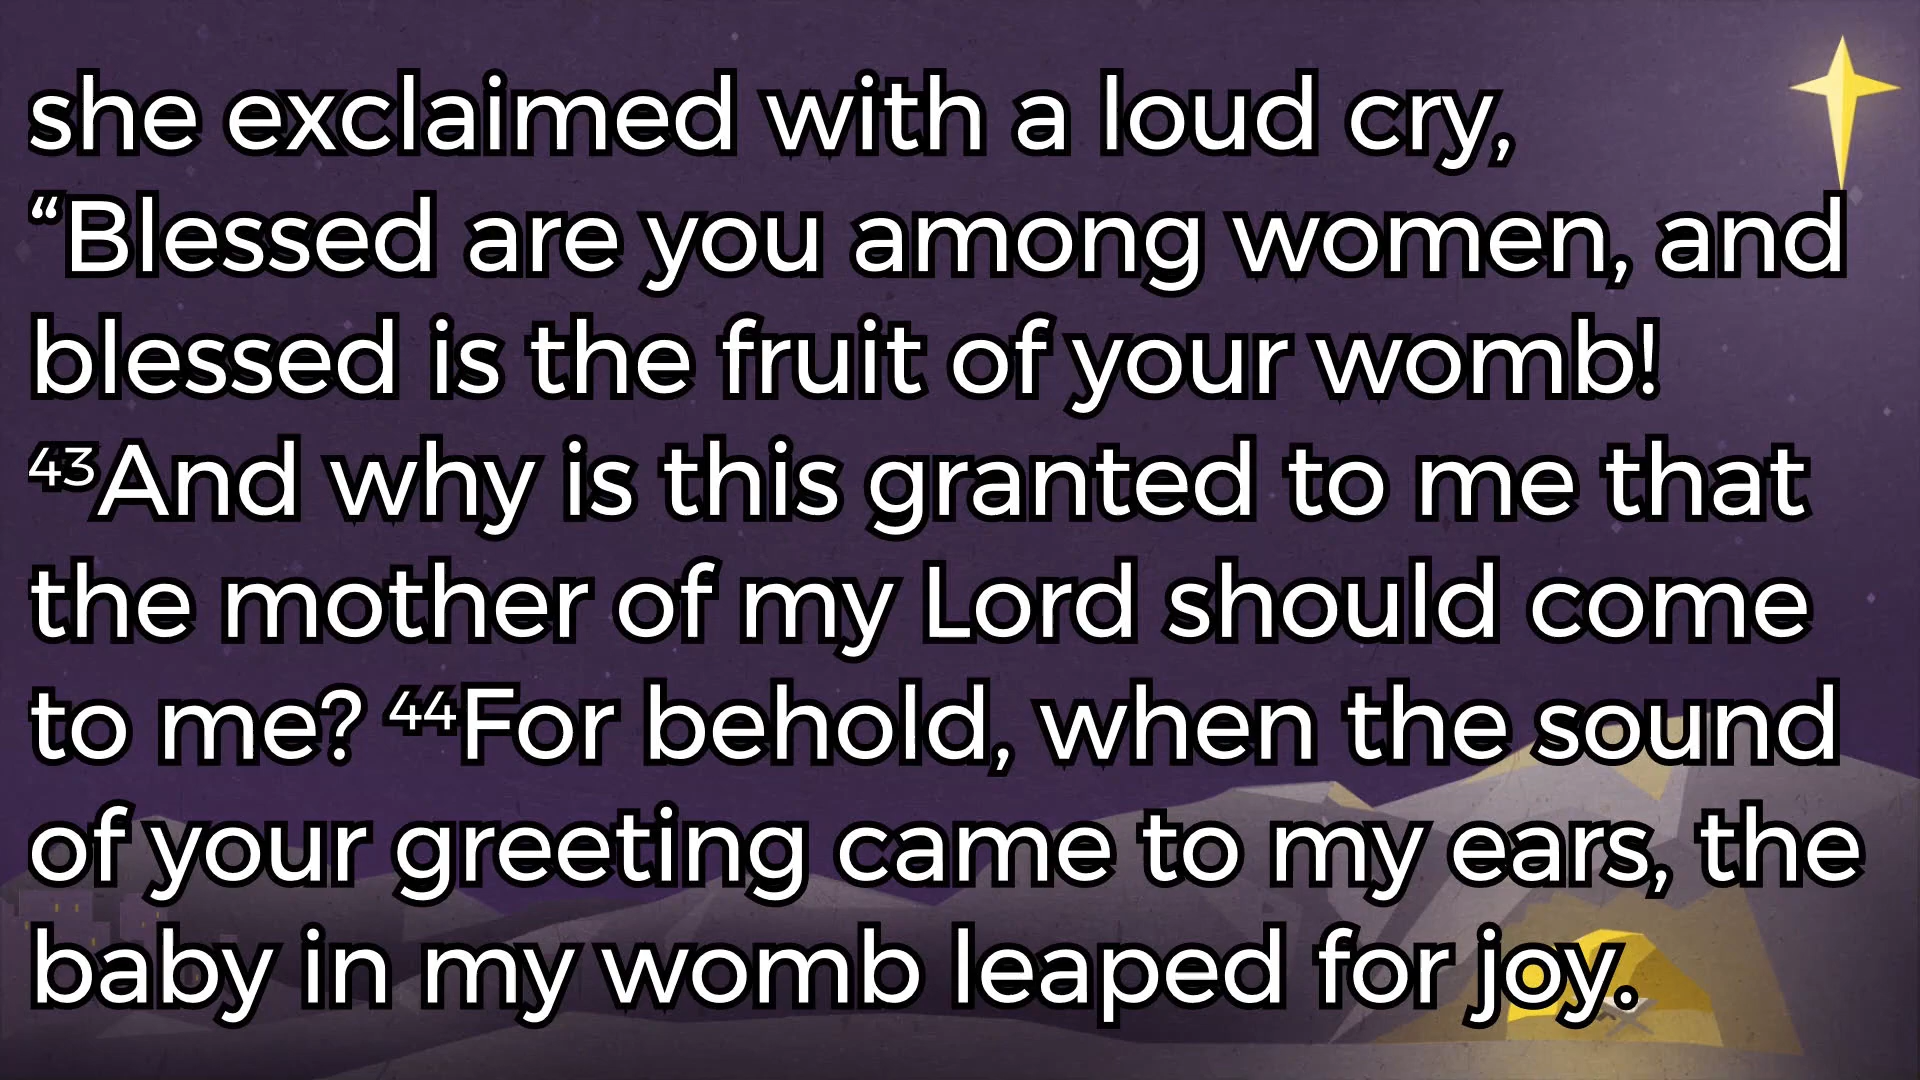 she exclaimed with a loud cry,
“Blessed are you among women, and
blessed is the fruit of your womb!
⁴³And why is this granted to me that
the mother of my Lord should come
to me? ⁴⁴For behold, when the sound
of your greeting came to my ears, the
baby in my womb leaped for joy.